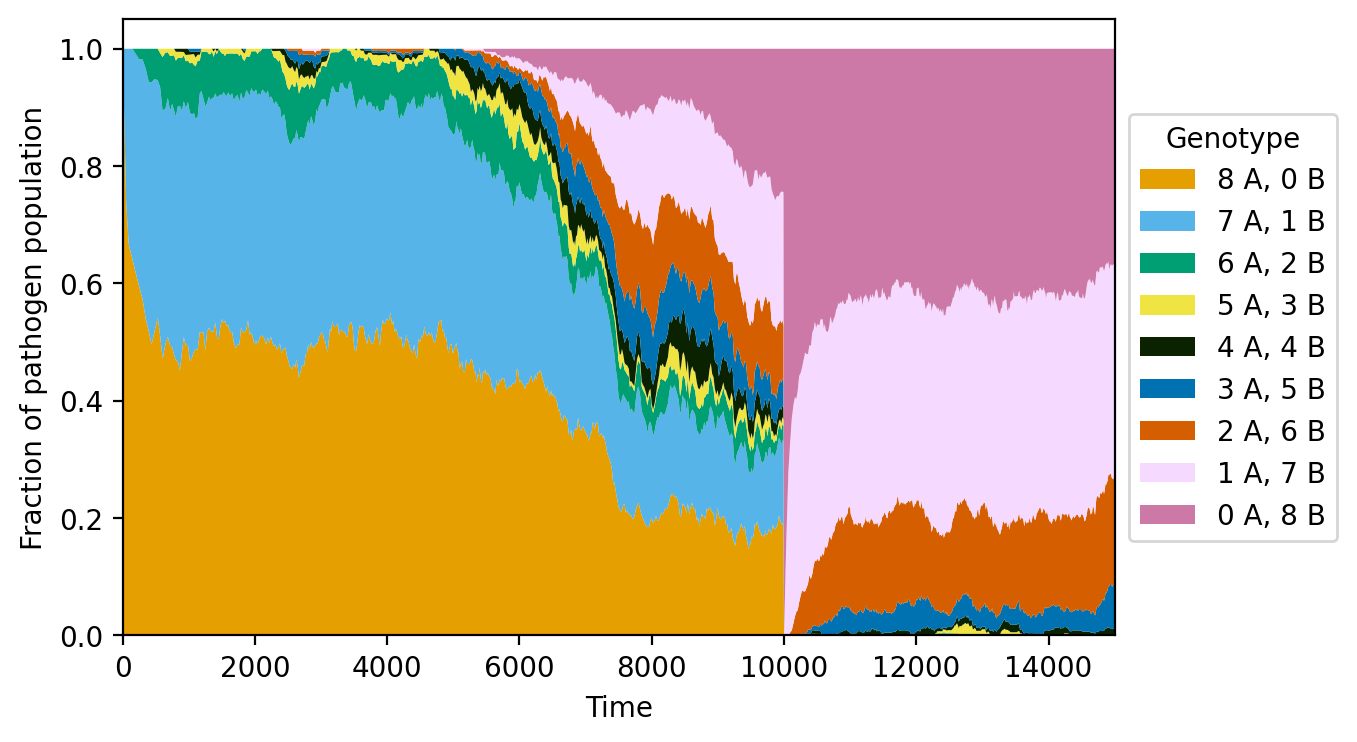 Fraction of pathogen population
1.0
0.8
0.6
0.4
0.2
0.0
0 2000 4000 6000 8000 10000 12000 14000
Time
Genotype
8 A, 0 B
7 A, 1 B
6 A, 2 B
5 A, 3 B
4 A, 4 B
3 A, 5 B
2 A, 6 B
1 A, 7 B
0 A, 8 B